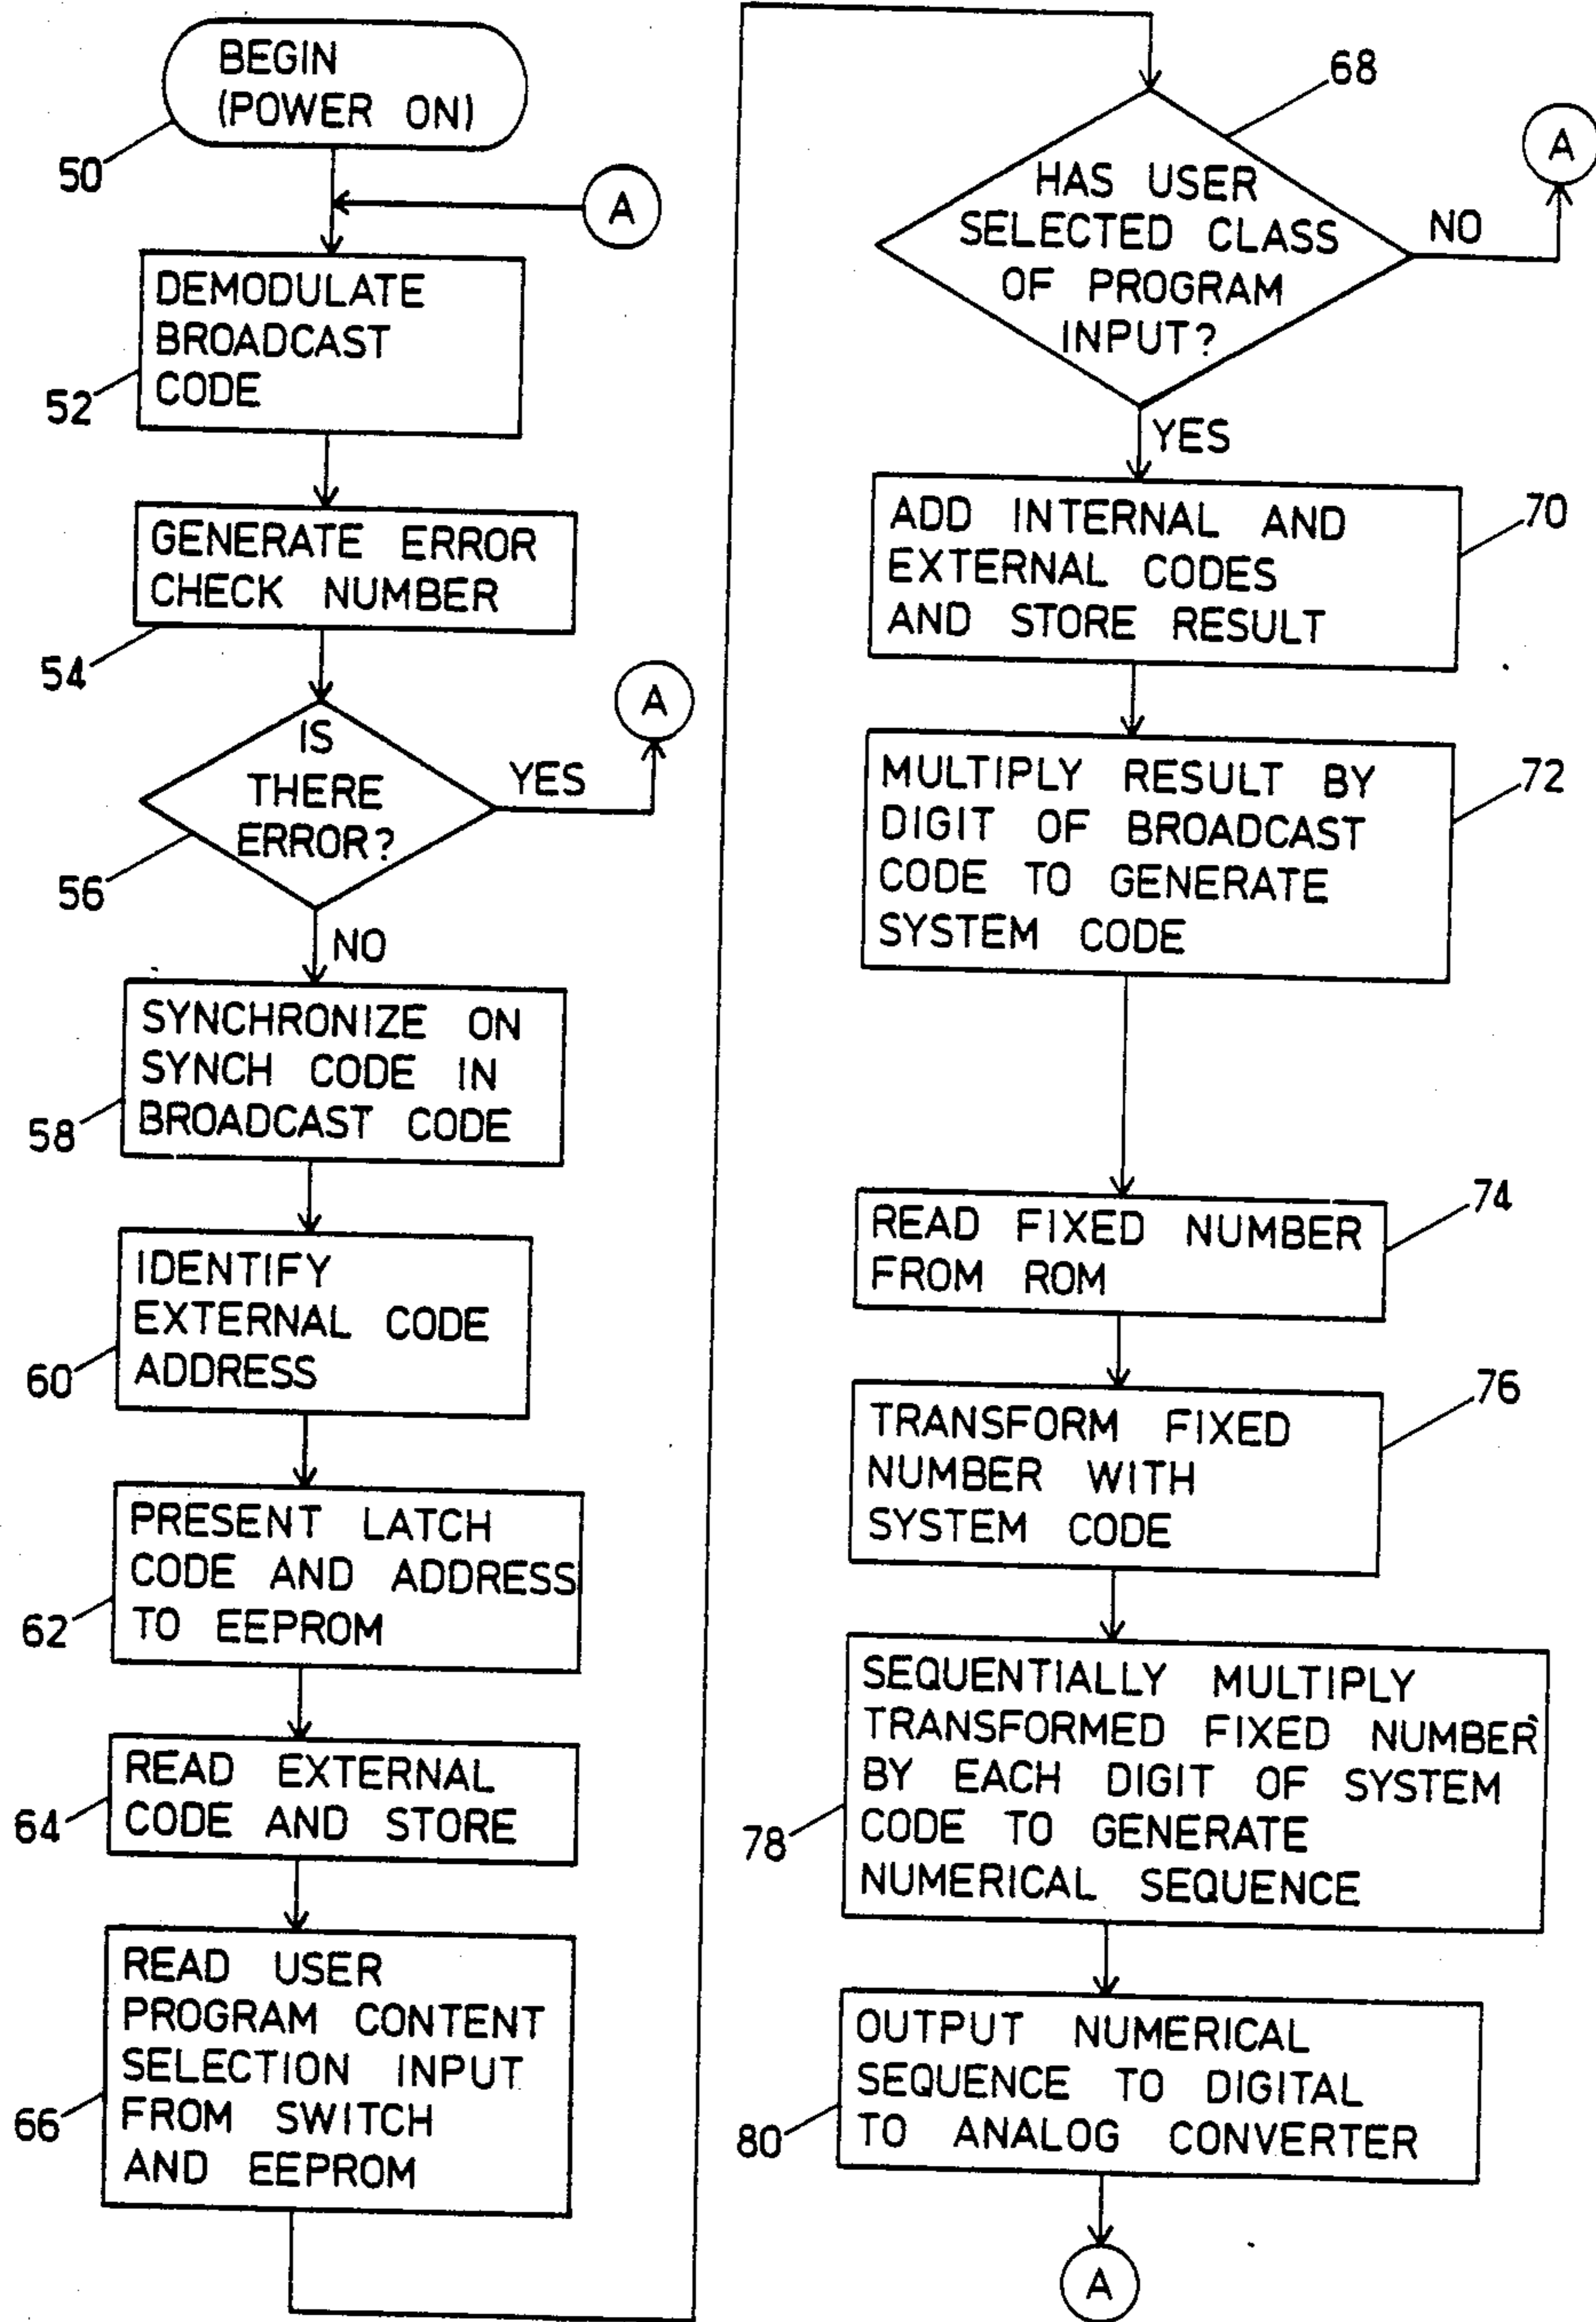 BEGIN
(POWER ON)
50
A
DEMODULATE
BROADCAST
CODE
52
GENERATE ERROR
CHECK NUMBER
54
A
IS
THERE
ERROR?
YES
56
NO
SYNCHRONIZE ON
SYNCH CODE IN
BROADCAST CODE
58
IDENTIFY
EXTERNAL CODE
ADDRESS
60
PRESENT LATCH
CODE AND ADDRESS
TO EEPROM
62
READ EXTERNAL
CODE AND STORE
64
READ USER
PROGRAM CONTENT
SELECTION INPUT
FROM SWITCH
AND EEPROM
66
68
A
HAS USER
SELECTED CLASS
OF PROGRAM
INPUT?
NO
YES
ADD INTERNAL AND
EXTERNAL CODES
AND STORE RESULT
70
MULTIPLY RESULT BY
DIGIT OF BROADCAST
CODE TO GENERATE
SYSTEM CODE
72
READ FIXED NUMBER
FROM ROM
74
TRANSFORM FIXED
NUMBER WITH
SYSTEM CODE
76
SEQUENTIALLY MULTIPLY
TRANSFORMED FIXED NUMBER
BY EACH DIGIT OF SYSTEM
CODE TO GENERATE
NUMERICAL SEQUENCE
78
OUTPUT NUMERICAL
SEQUENCE TO DIGITAL
TO ANALOG CONVERTER
80
A